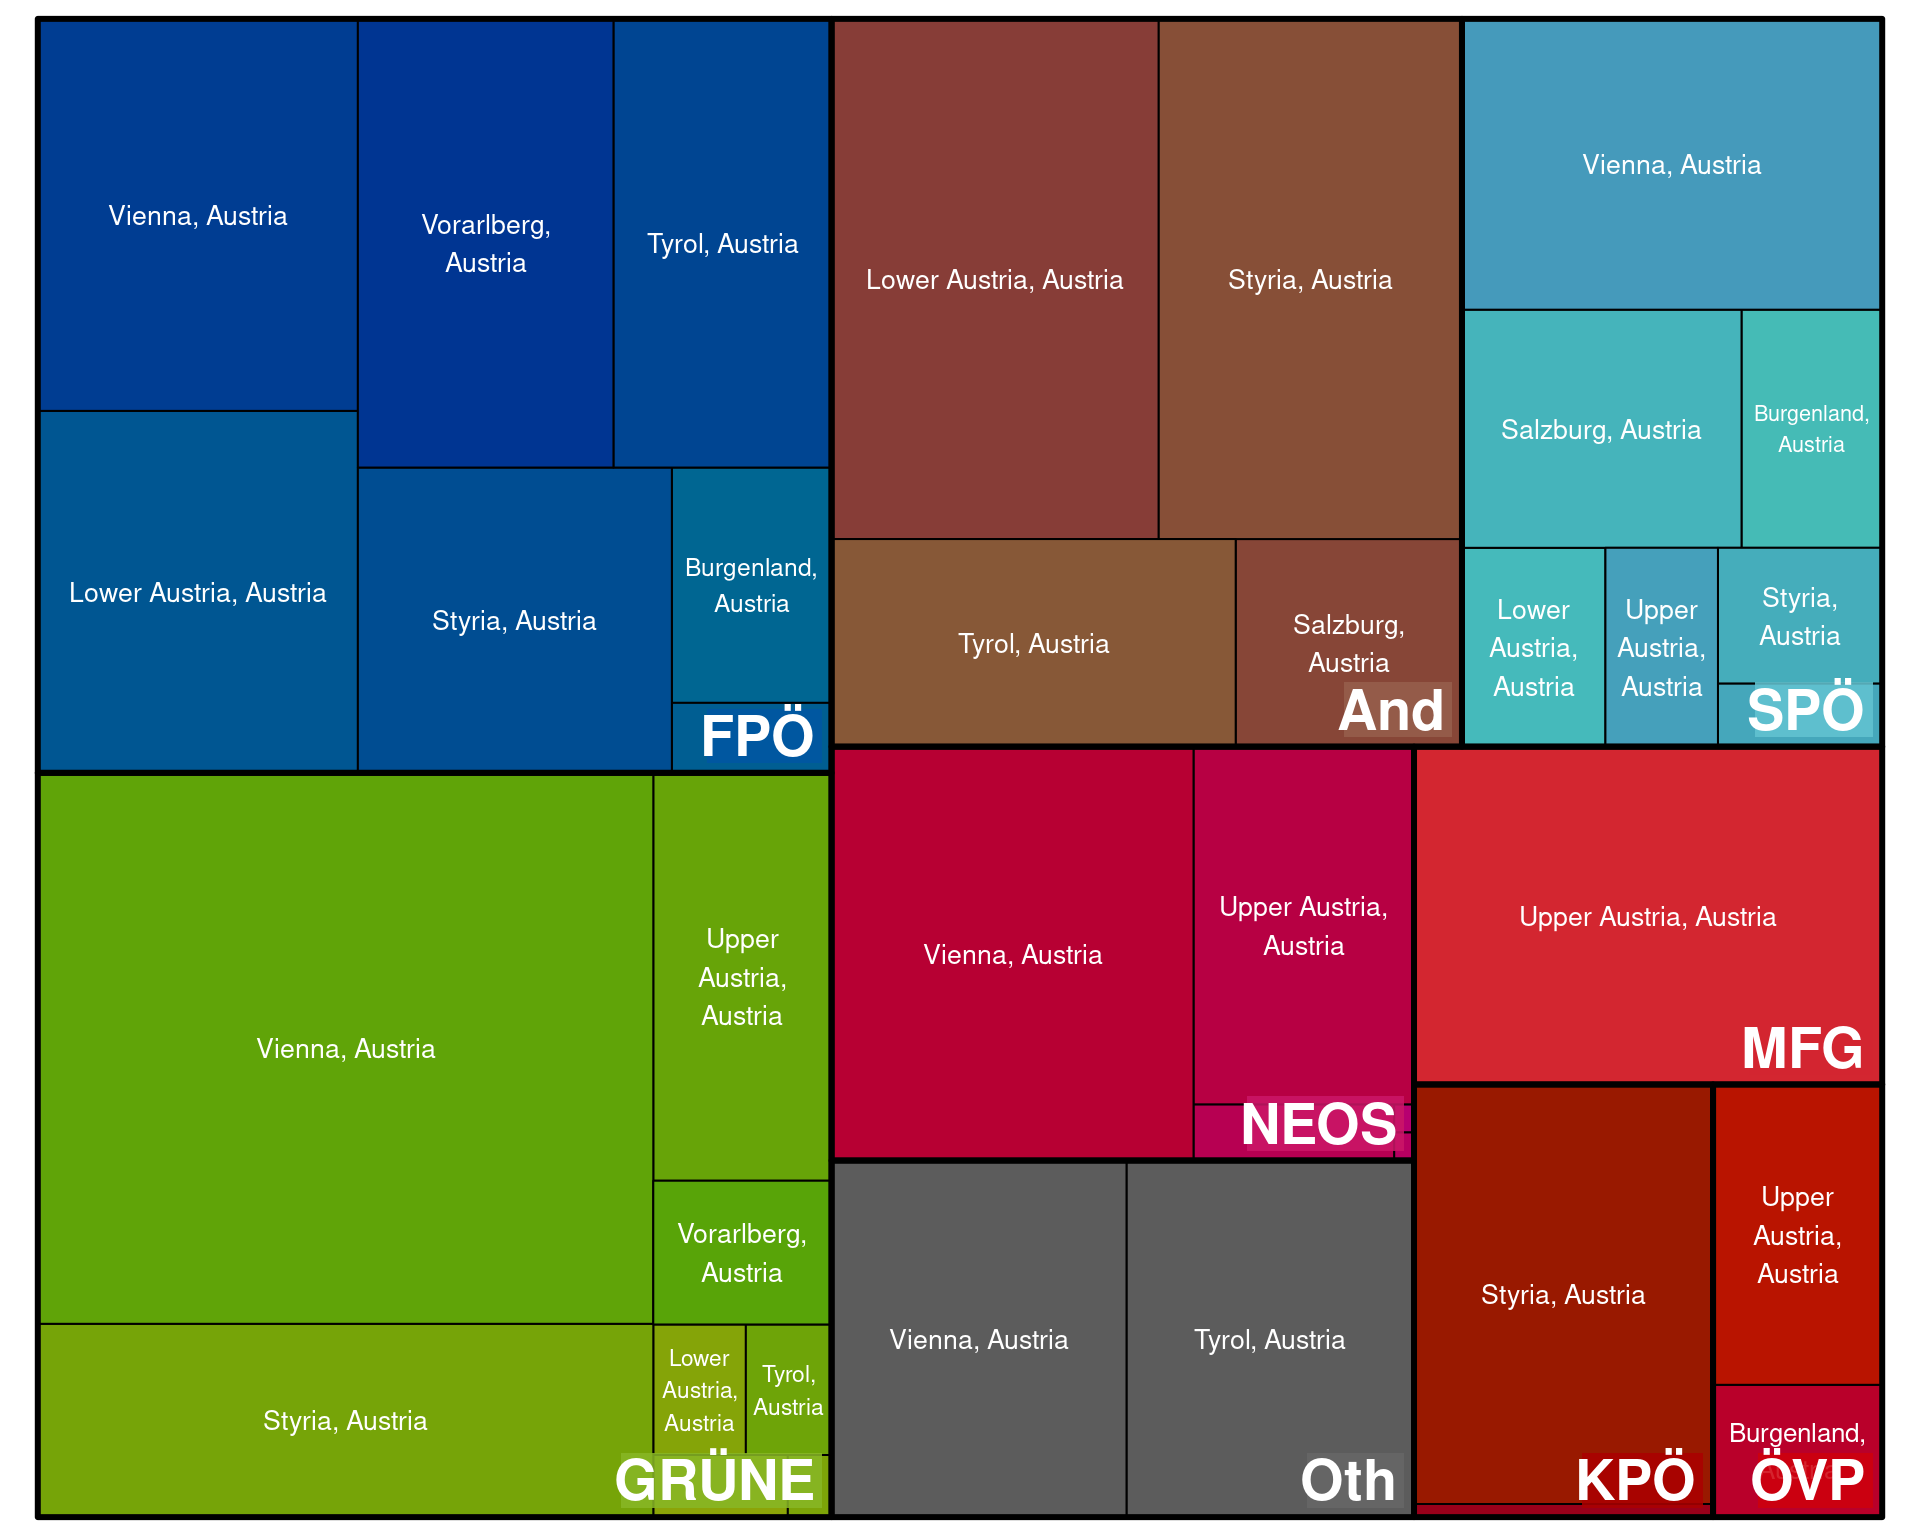 Vienna, Austria
Vorarlberg,
Austria
Tyrol, Austria
Lower Austria, Austria
Styria, Austria
Burgenland,
Austria
FPÖ
Lower Austria, Austria
Styria, Austria
Tyrol, Austria
Salzburg,
Austria
And
Vienna, Austria
Salzburg, Austria
Burgenland,
Austria
Lower
Austria,
Austria
Upper
Austria,
Austria
Styria,
Austria
SPÖ
Vienna, Austria
Upper
Austria,
Austria
Vorarlberg,
Austria
Styria, Austria
Lower
Austria,
Austria
Tyrol,
Austria
GRÜNE
Vienna, Austria
Upper Austria,
Austria
NEOS
Upper Austria, Austria
MFG
Vienna, Austria
Tyrol, Austria
Oth
Styria, Austria
KPÖ
Upper
Austria,
Austria
Burgenland,
ÖVP